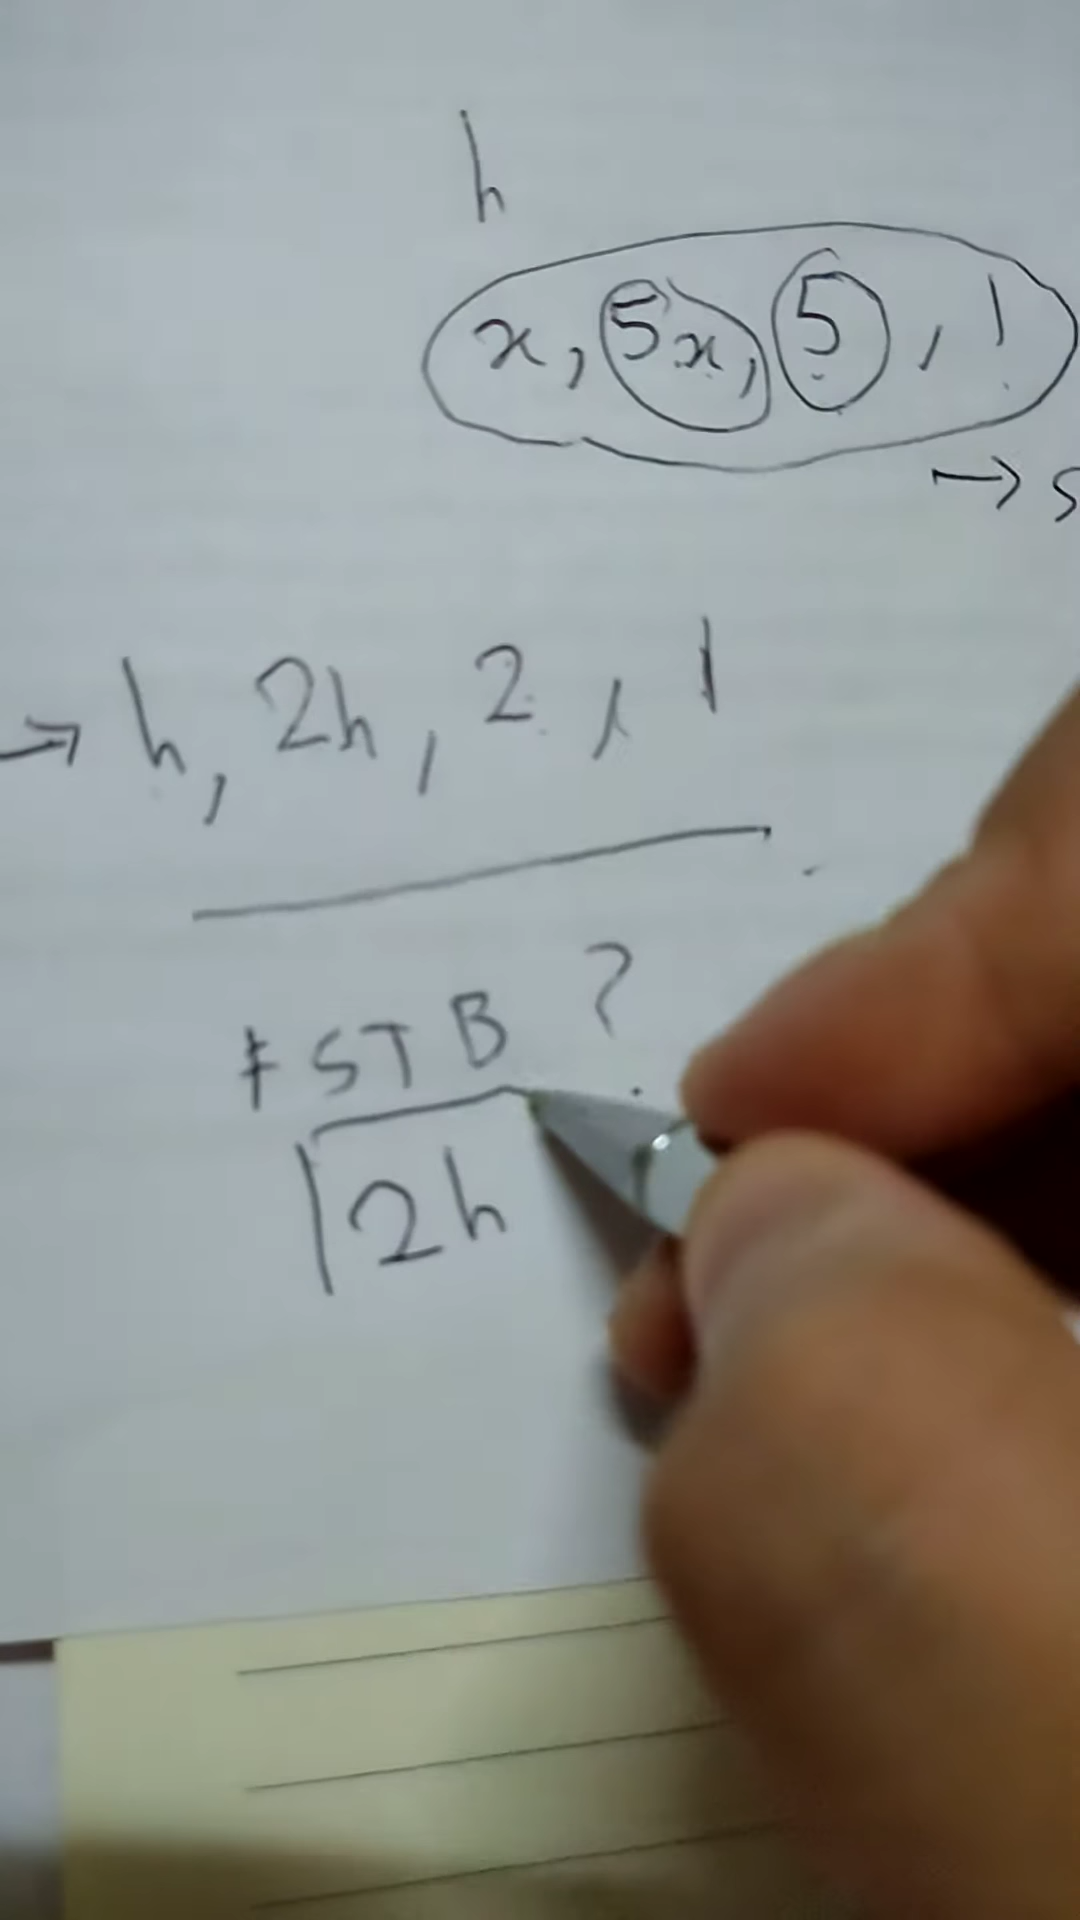 h
x, 5x, 5, 1
→ s
→ h, 2h, 2, 1
* STB ?
2h